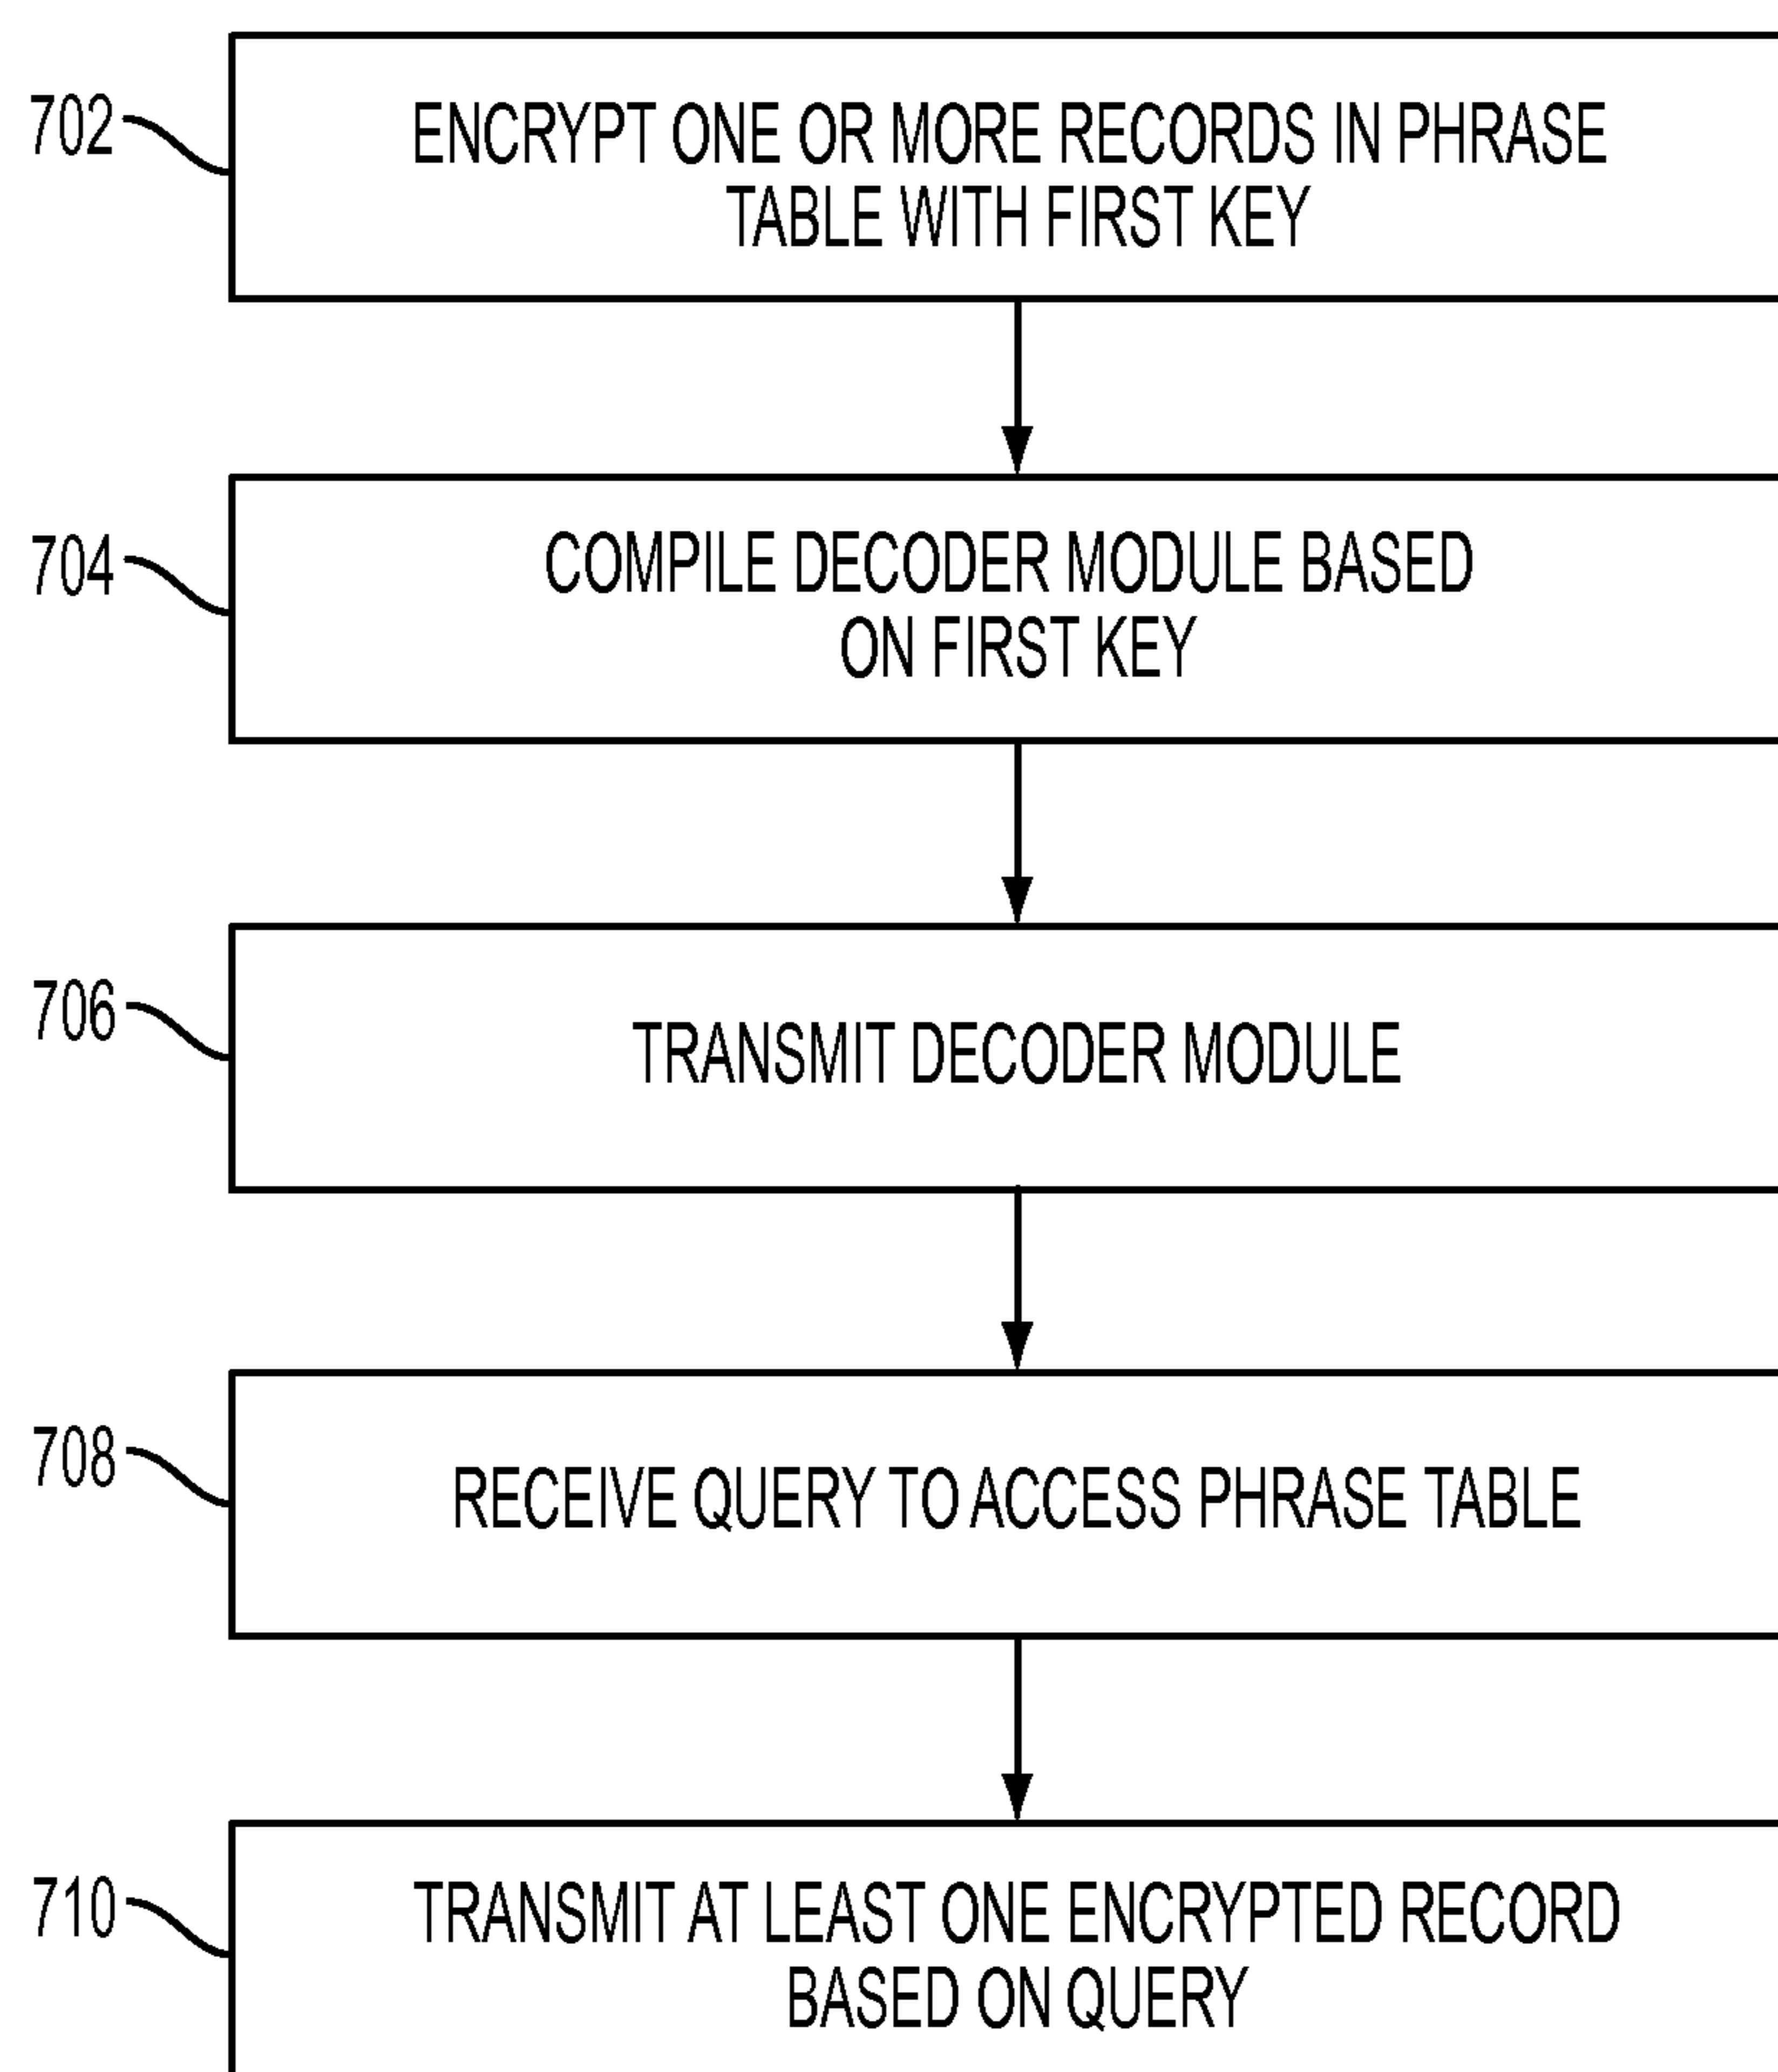 702
ENCRYPT ONE OR MORE RECORDS IN PHRASE
TABLE WITH FIRST KEY
704
COMPILE DECODER MODULE BASED
ON FIRST KEY
706
TRANSMIT DECODER MODULE
708
RECEIVE QUERY TO ACCESS PHRASE TABLE
710
TRANSMIT AT LEAST ONE ENCRYPTED RECORD
BASED ON QUERY